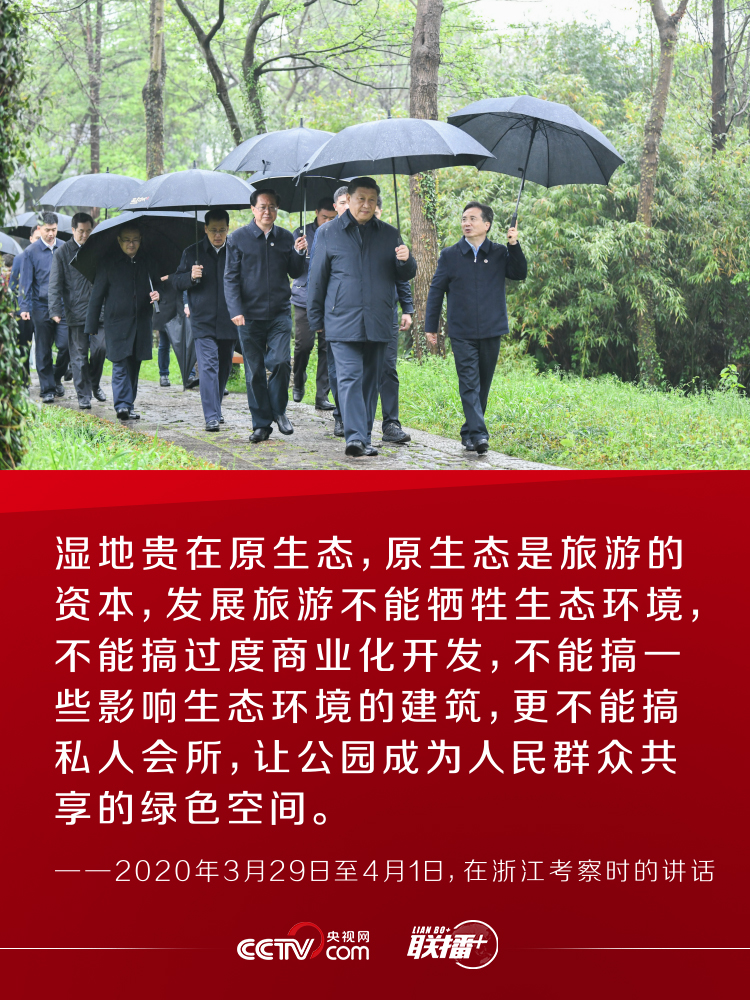 湿地贵在原生态,原生态是旅游的
资本,发展旅游不能牺牲生态环境,
不能搞过度商业化开发,不能搞一
些影响生态环境的建筑,更不能搞
私人会所,让公园成为人民群众共
享的绿色空间。
——2020年3月29日至4月1日,在浙江考察时的讲话
CCTV 央视网
com
LIAN BO+
联播+